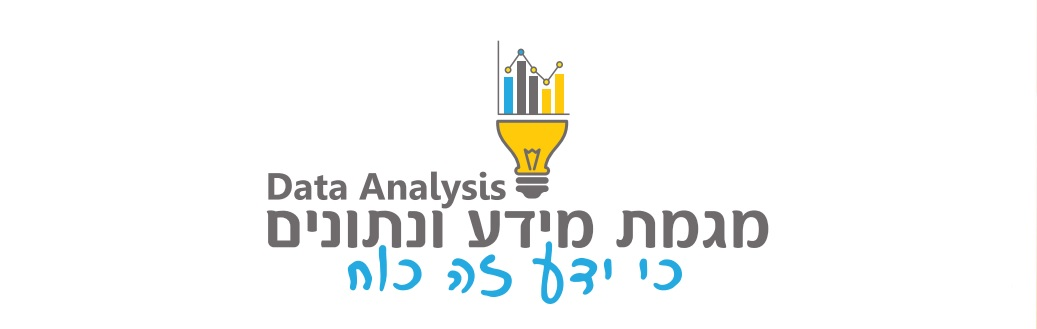 Data Analysis
מגמת מידע ונתונים
כי ידע זה כוח